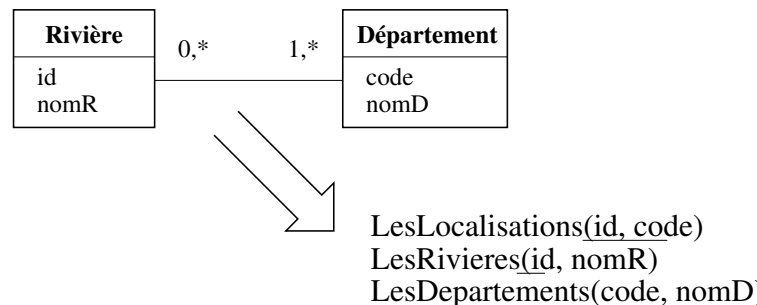 Rivière
Département
0,*
1,*
id
nomR
code
nomD
LesLocalisations(id, code)
LesRivieres(id, nomR)
LesDepartements(code, nomD)